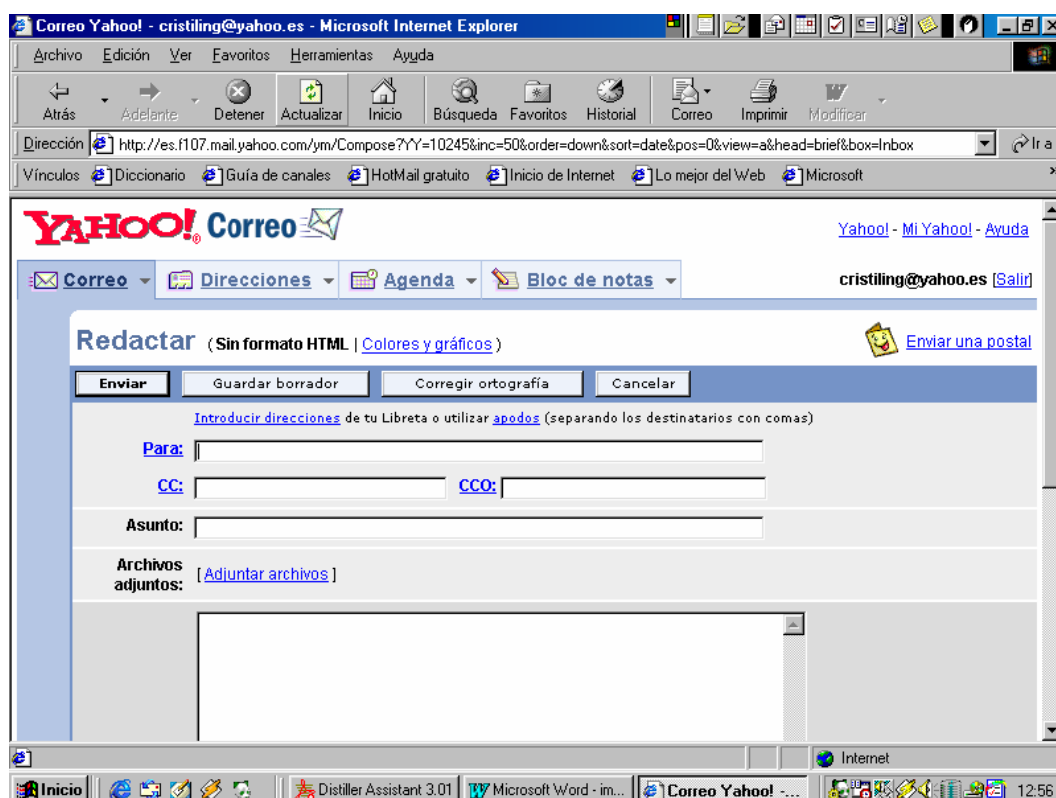 Correo Yahoo! - cristiling@yahoo.es - Microsoft Internet Explorer
Archivo Edición Ver Favoritos Herramientas Ayuda
Atrás Adelante Detener Actualizar Inicio Búsqueda Favoritos Historial Correo Imprimir Modificar
Dirección http://es.f107.mail.yahoo.com/ym/Compose?YY=10245&inc=50&order=down&sort=date&pos=0&view=a&head=brief&box=Inbox Ir a
Vínculos Diccionario Guía de canales HotMail gratuito Inicio de Internet Lo mejor del Web Microsoft
YAHOO! Correo
Yahoo! - Mi Yahoo! - Ayuda
Correo Direcciones Agenda Bloc de notas cristiling@yahoo.es [Salir]
Redactar (Sin formato HTML | Colores y gráficos) Enviar una postal
Enviar Guardar borrador Corregir ortografía Cancelar
Introducir direcciones de tu Libreta o utilizar apodos (separando los destinatarios con comas)
Para:
CC: CCO:
Asunto:
Archivos adjuntos: [Adjuntar archivos]
Internet
Inicio Distiller Assistant 3.01 Microsoft Word - im... Correo Yahoo! -... 12:56